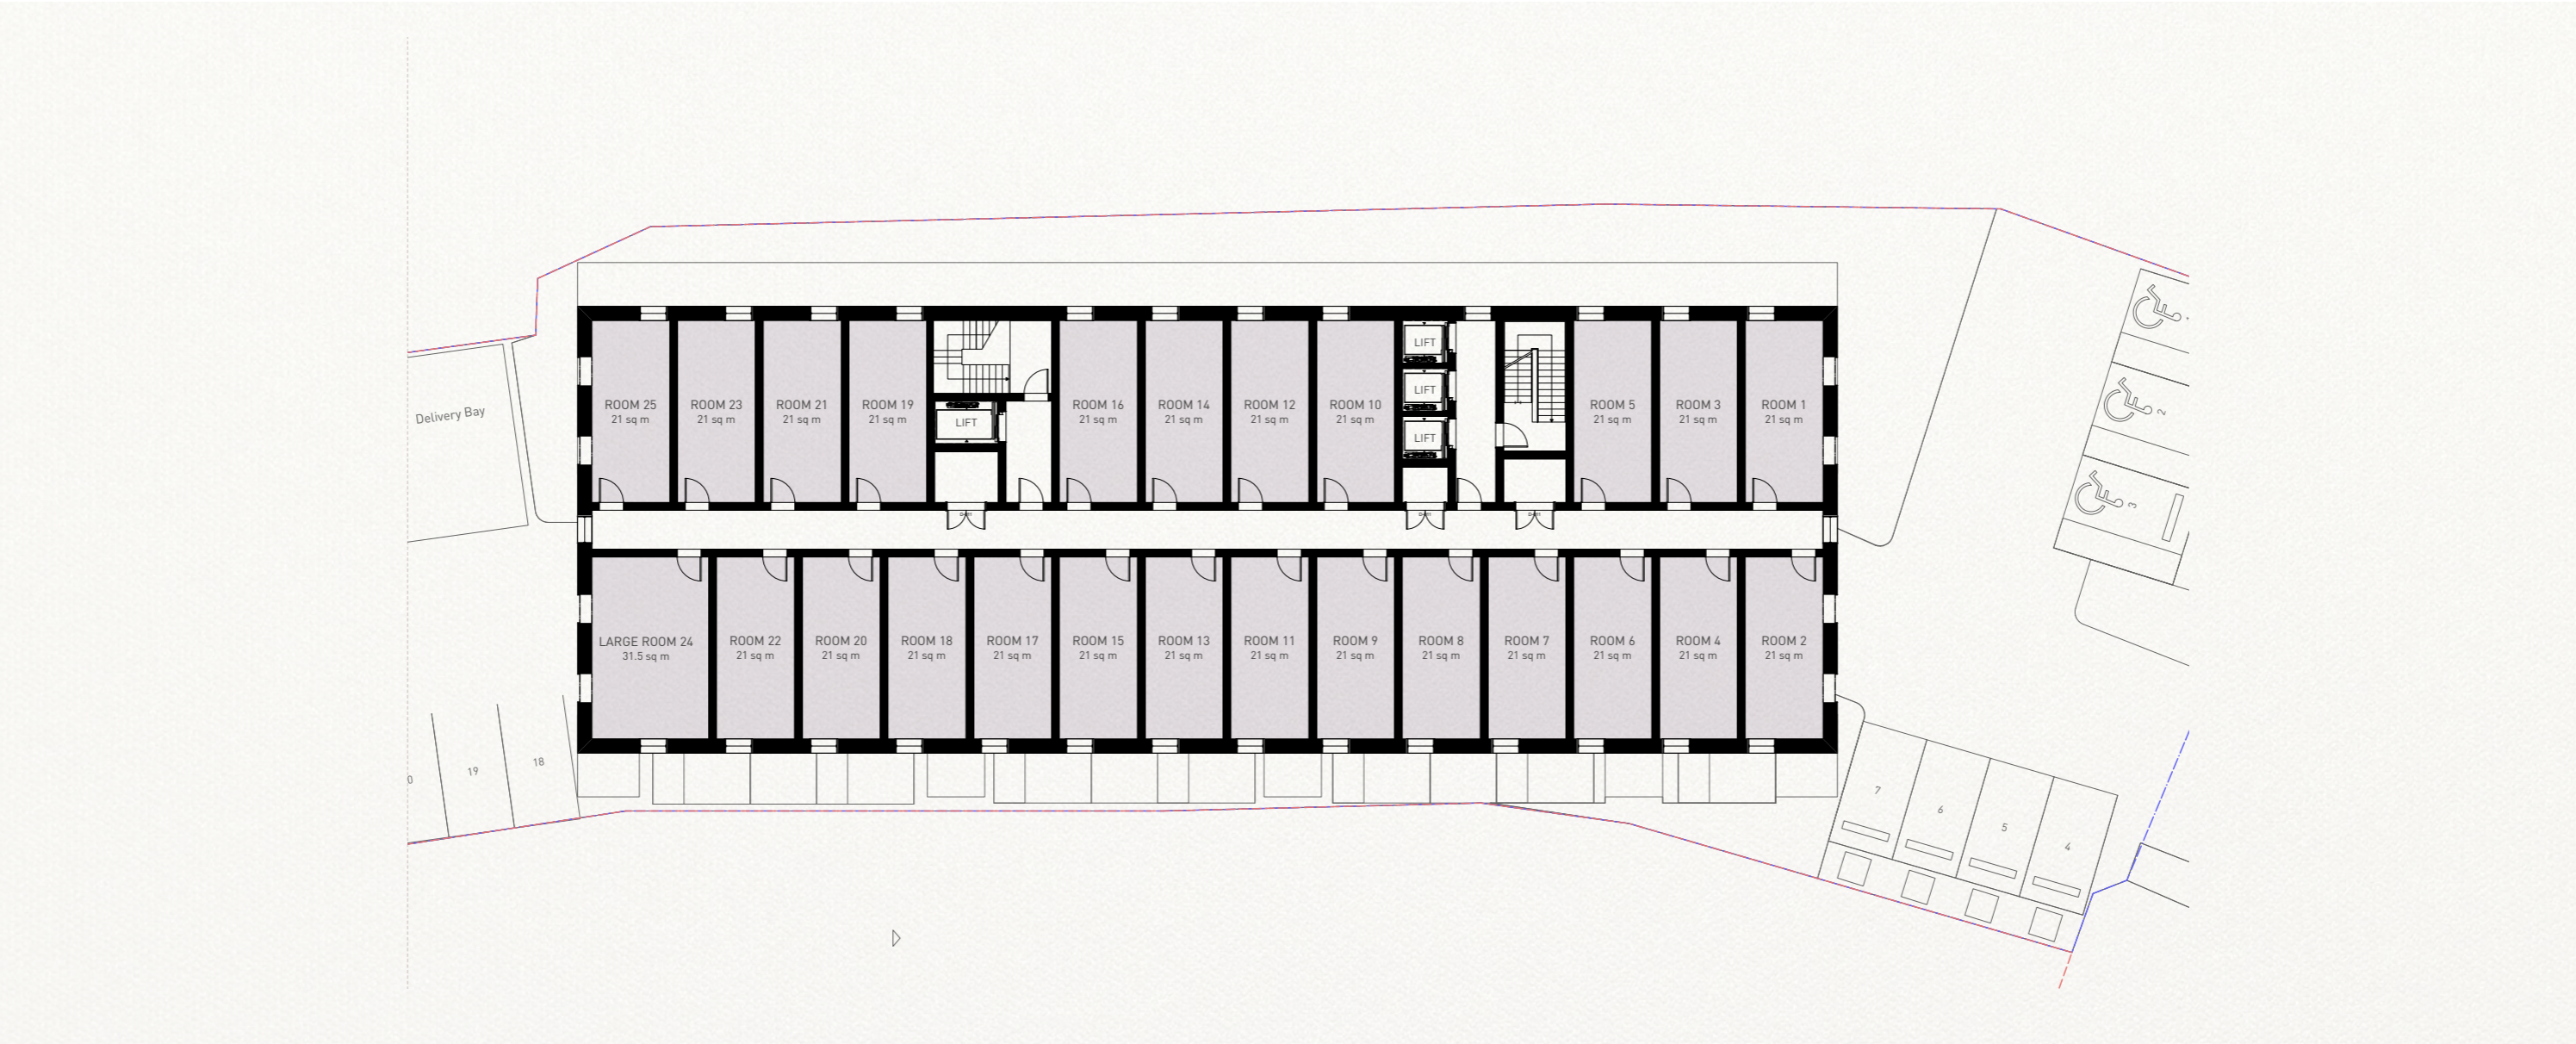 Delivery Bay
ROOM 25
21 sq m
ROOM 23
21 sq m
ROOM 21
21 sq m
ROOM 19
21 sq m
LIFT
ROOM 16
21 sq m
ROOM 14
21 sq m
ROOM 12
21 sq m
ROOM 10
21 sq m
LIFT
LIFT
LIFT
ROOM 5
21 sq m
ROOM 3
21 sq m
ROOM 1
21 sq m
2
3
LARGE ROOM 24
31.5 sq m
ROOM 22
21 sq m
ROOM 20
21 sq m
ROOM 18
21 sq m
ROOM 17
21 sq m
ROOM 15
21 sq m
ROOM 13
21 sq m
ROOM 11
21 sq m
ROOM 9
21 sq m
ROOM 8
21 sq m
ROOM 7
21 sq m
ROOM 6
21 sq m
ROOM 4
21 sq m
ROOM 2
21 sq m
0
19
18
7
6
5
4